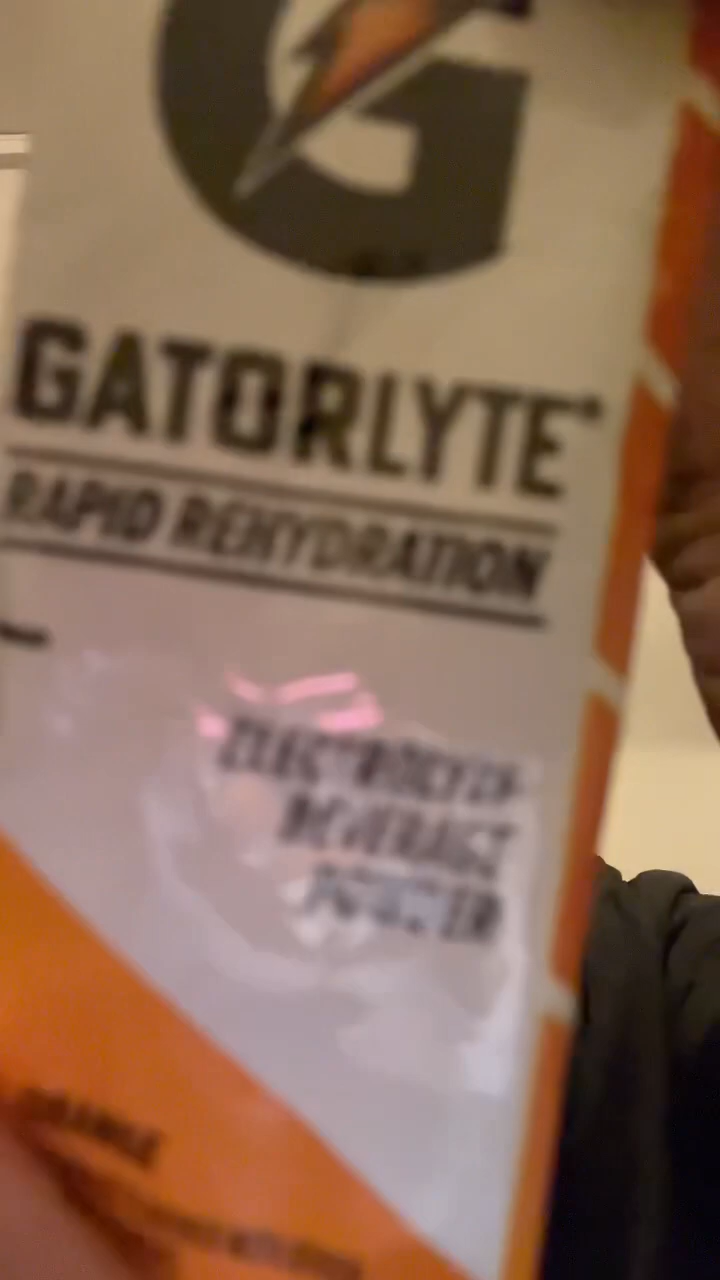 G
GATORLYTE
RAPID REHYDRATION
ELECTROLYTE
BEVERAGE
POWDER
ORANGE